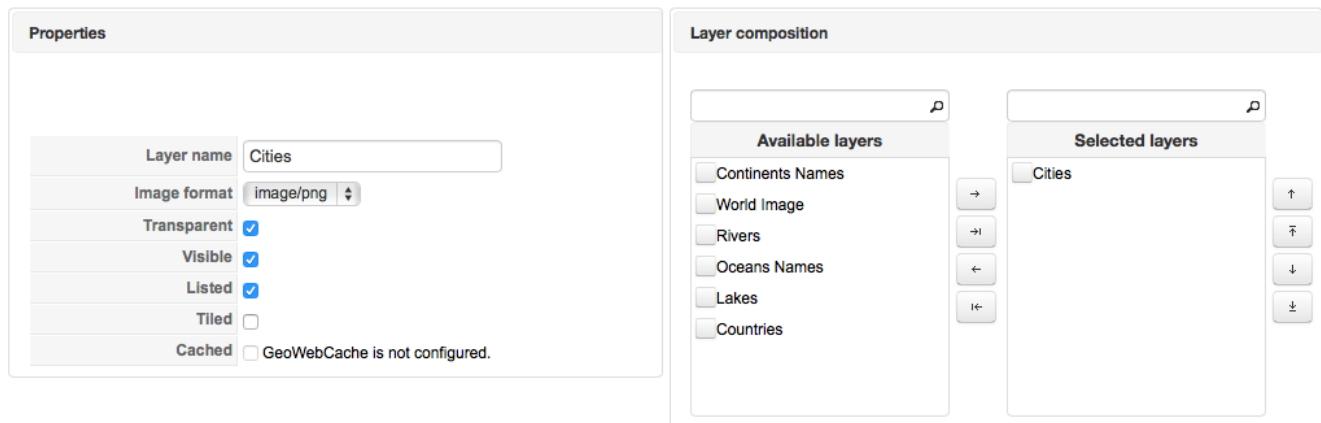 Properties
Layer name Cities
Image format image/png
Transparent
Visible
Listed
Tiled
Cached GeoWebCache is not configured.
Layer composition
Available layers
Continents Names
World Image
Rivers
Oceans Names
Lakes
Countries
Selected layers
Cities